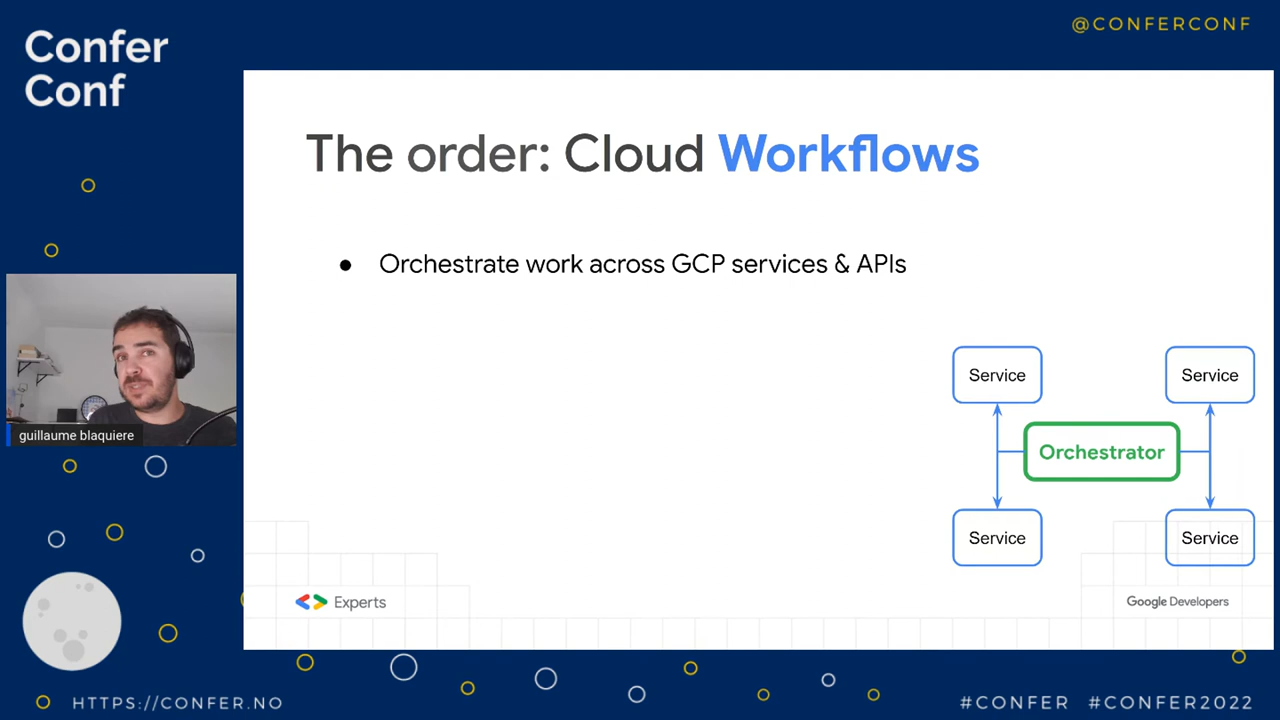 Confer
Conf
@CONFERCONF
The order: Cloud Workflows
● Orchestrate work across GCP services & APIs
Service
Service
Orchestrator
Service
Service
guillaume blaquiere
Experts
Google Developers
HTTPS://CONFER.NO
#CONFER #CONFER2022